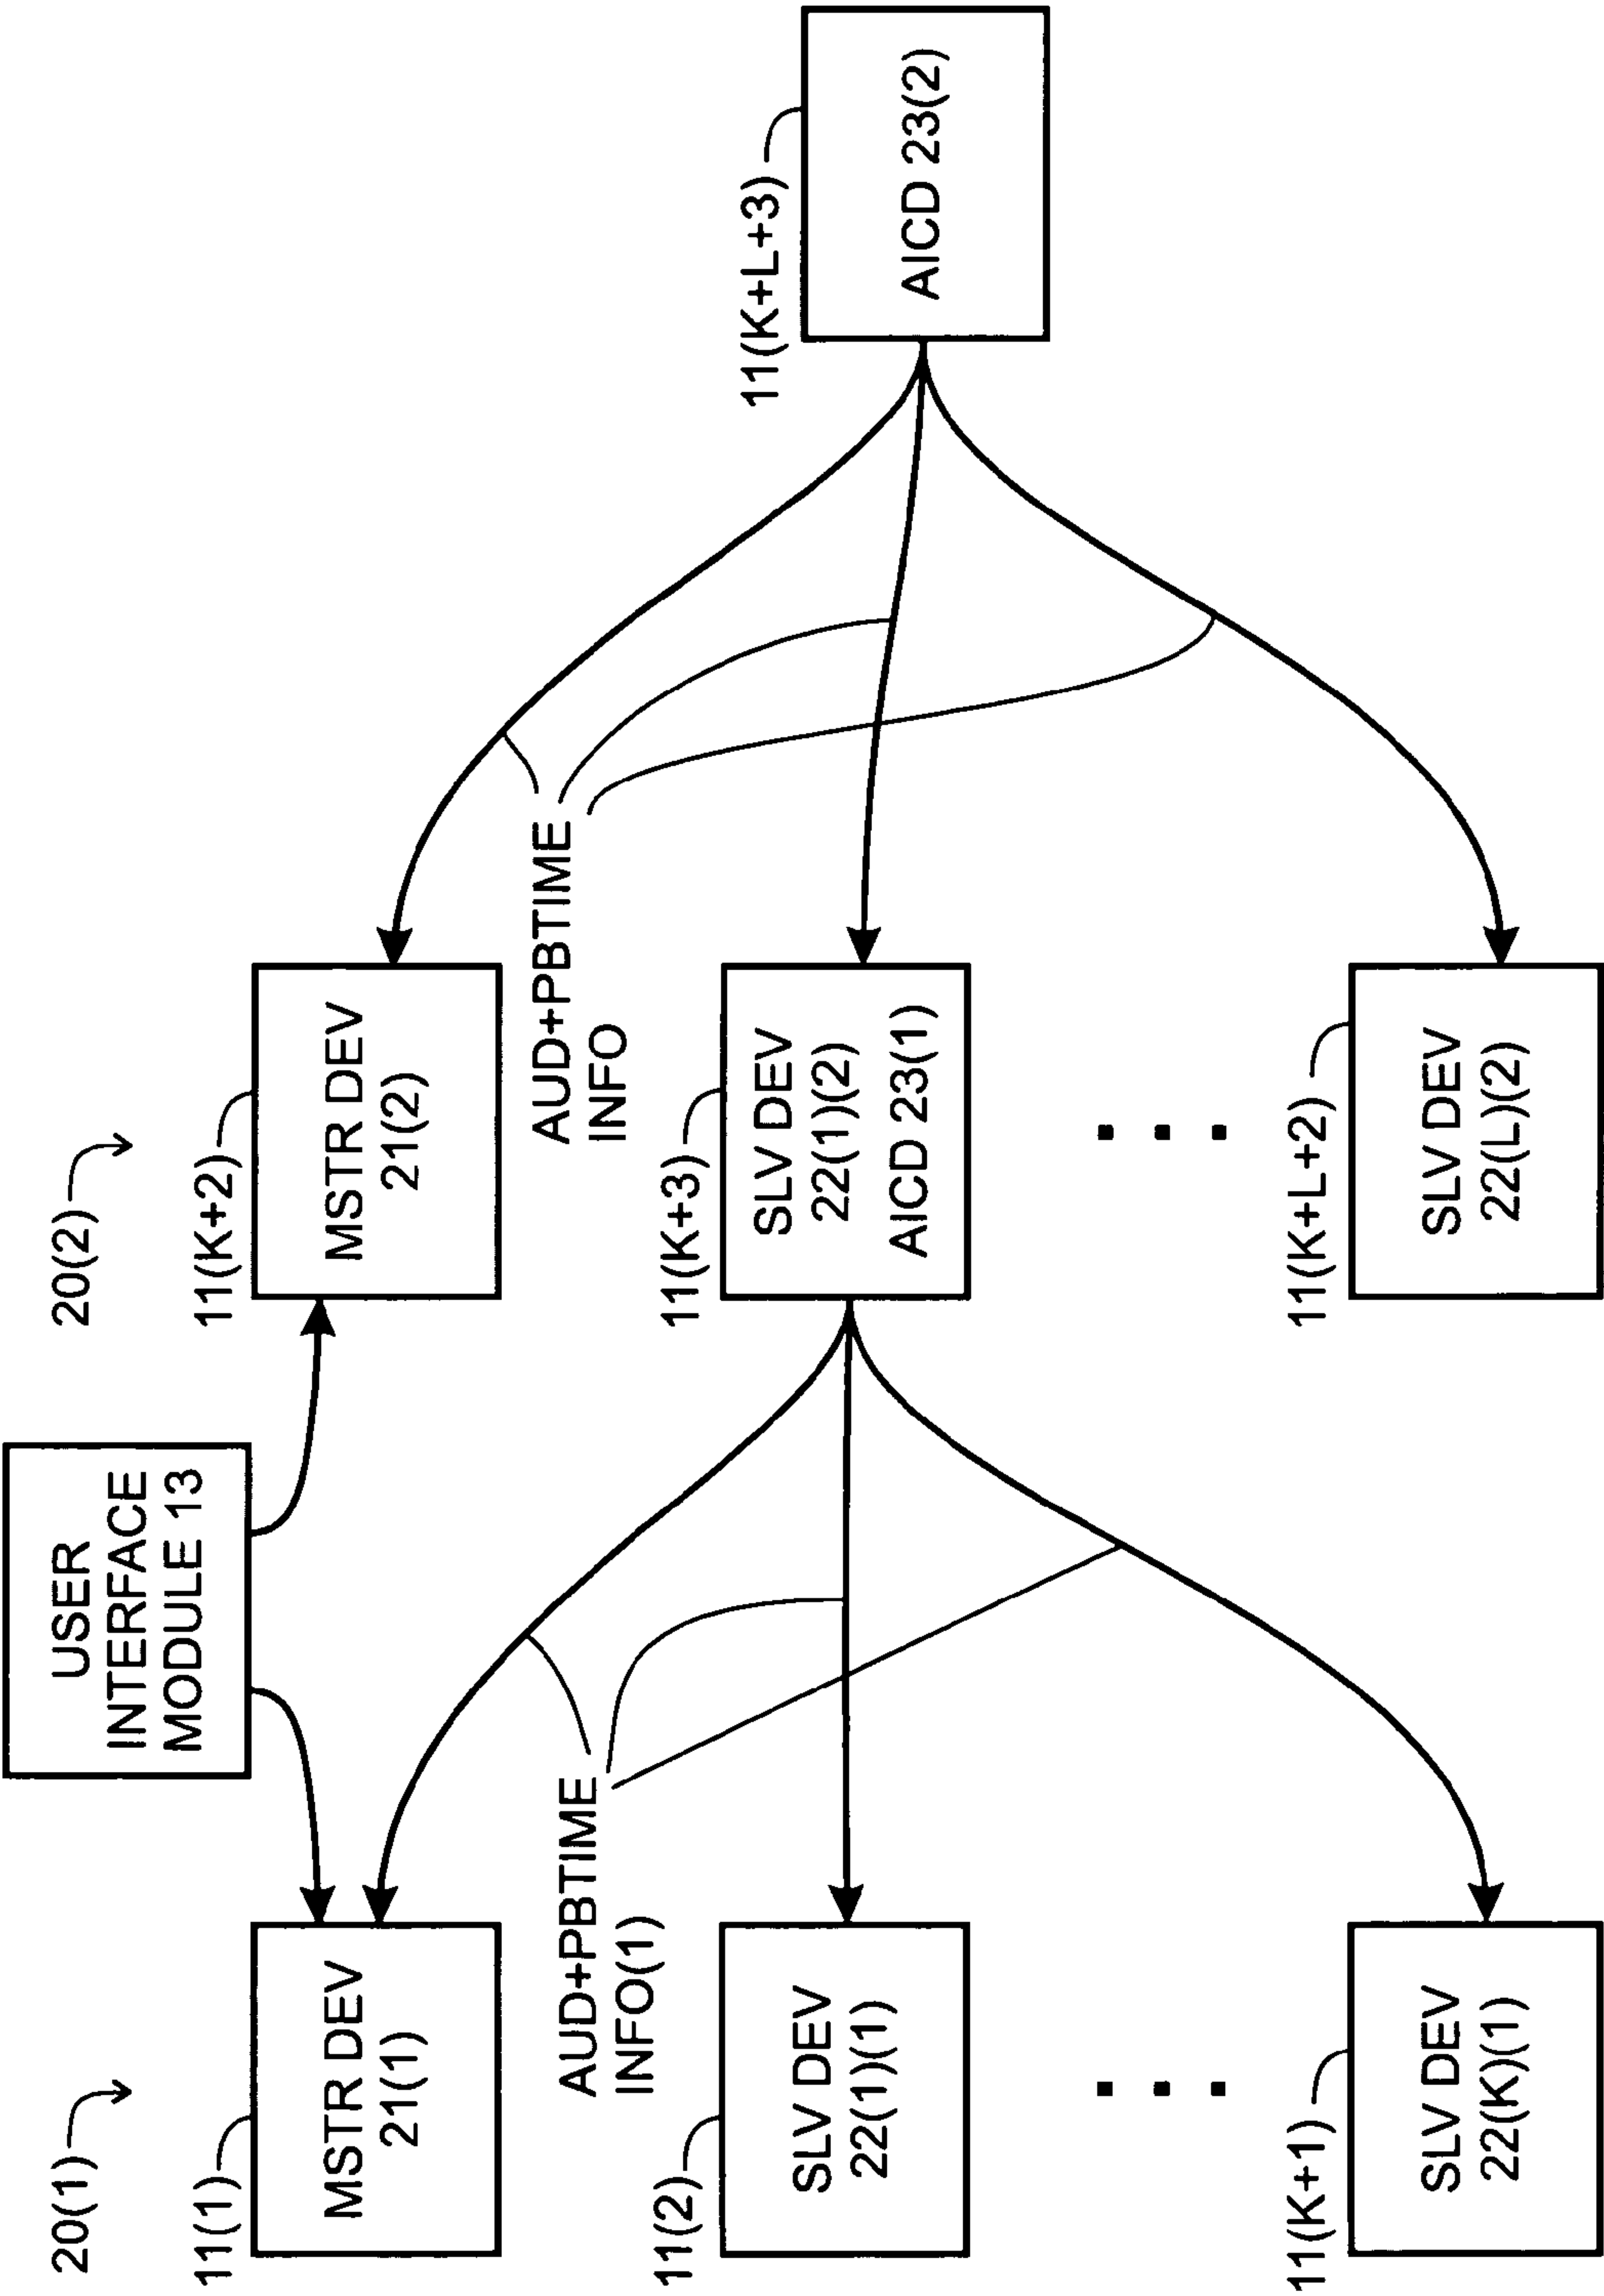 USER
INTERFACE
MODULE 13
20(1)
20(2)
11(1)
MSTR DEV
21(1)
11(K+2)
MSTR DEV
21(2)
AUD+PBTIME
INFO(1)
AUD+PBTIME
INFO
11(2)
SLV DEV
22(1)(1)
11(K+3)
SLV DEV
22(1)(2)
AICD 23(1)
11(K+L+3)
AICD 23(2)
11(K+1)
SLV DEV
22(K)(1)
11(K+L+2)
SLV DEV
22(L)(2)